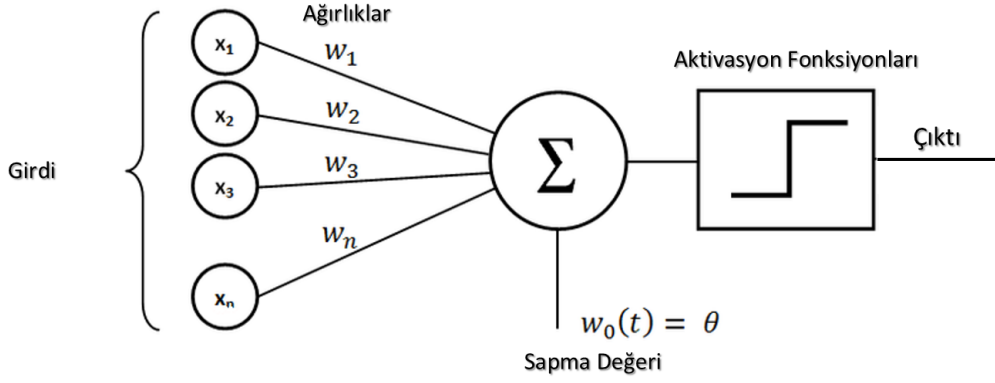 Ağırlıklar
x₁
w₁
Aktivasyon Fonksiyonları
x₂
w₂
Σ
Çıktı
Girdi
x₃
w₃
wₙ
xₙ
w₀(t) = θ
Sapma Değeri